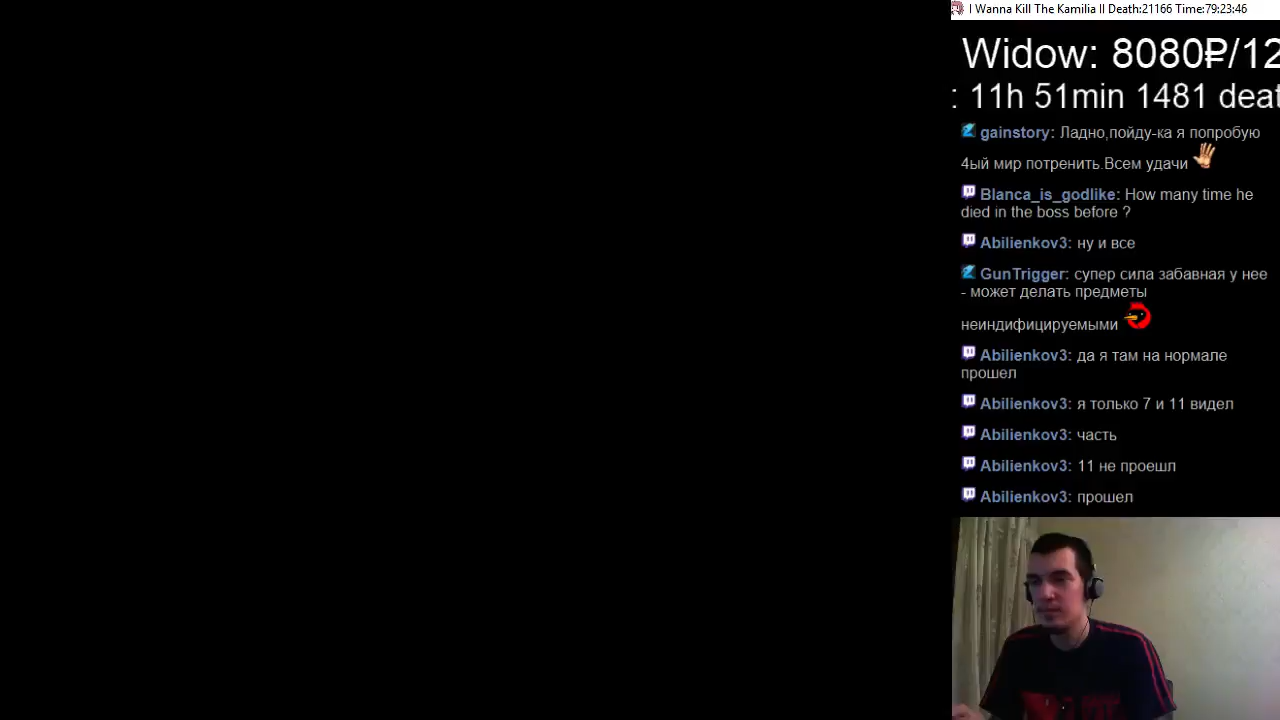 I Wanna Kill The Kamilia II Death:21166 Time:79:23:46
Widow: 8080₽/12
: 11h 51min 1481 deat
gainstory: Ладно,пойду-ка я попробую
4ый мир потренить.Всем удачи
Blanca_is_godlike: How many time he
died in the boss before ?
Abilienkov3: ну и все
GunTrigger: супер сила забавная у нее
- может делать предметы
неиндифицируемыми
Abilienkov3: да я там на нормале
прошел
Abilienkov3: я только 7 и 11 видел
Abilienkov3: часть
Abilienkov3: 11 не проешл
Abilienkov3: прошел